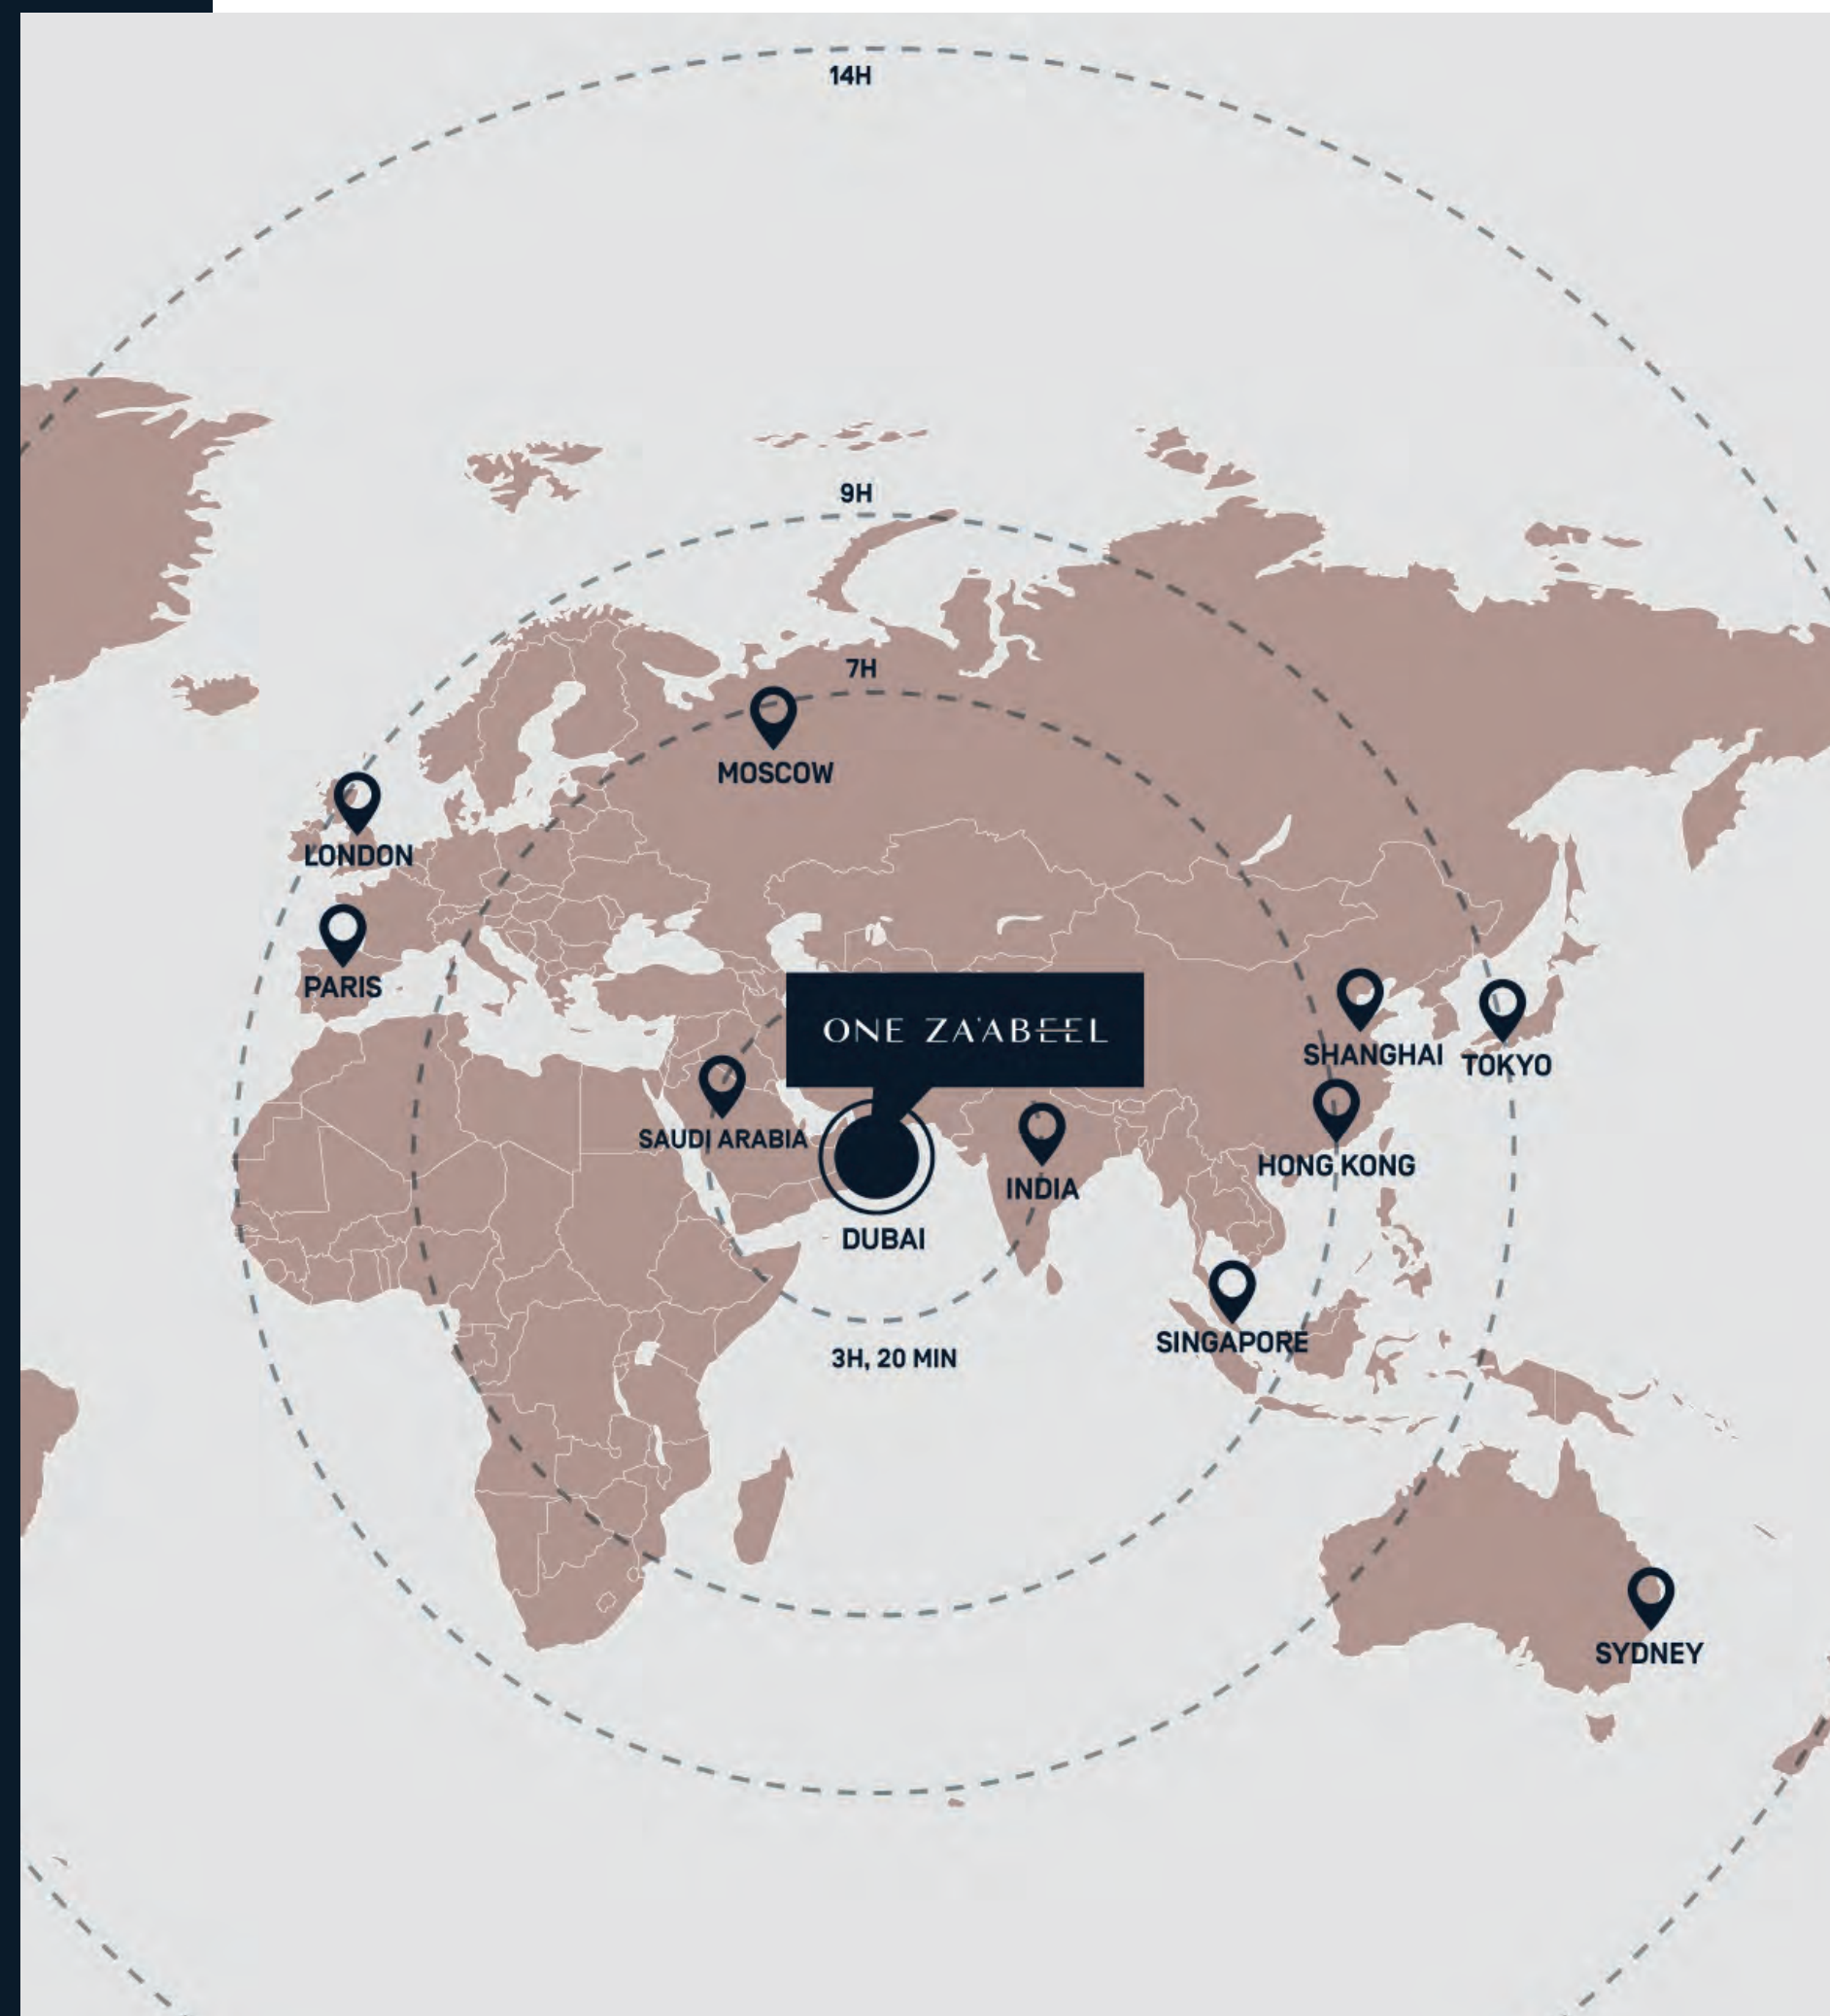 14H
9H
7H
MOSCOW
LONDON
PARIS
ONE ZA'ABEEL
SHANGHAI
TOKYO
SAUDI ARABIA
HONG KONG
INDIA
DUBAI
SINGAPORE
3H, 20 MIN
SYDNEY